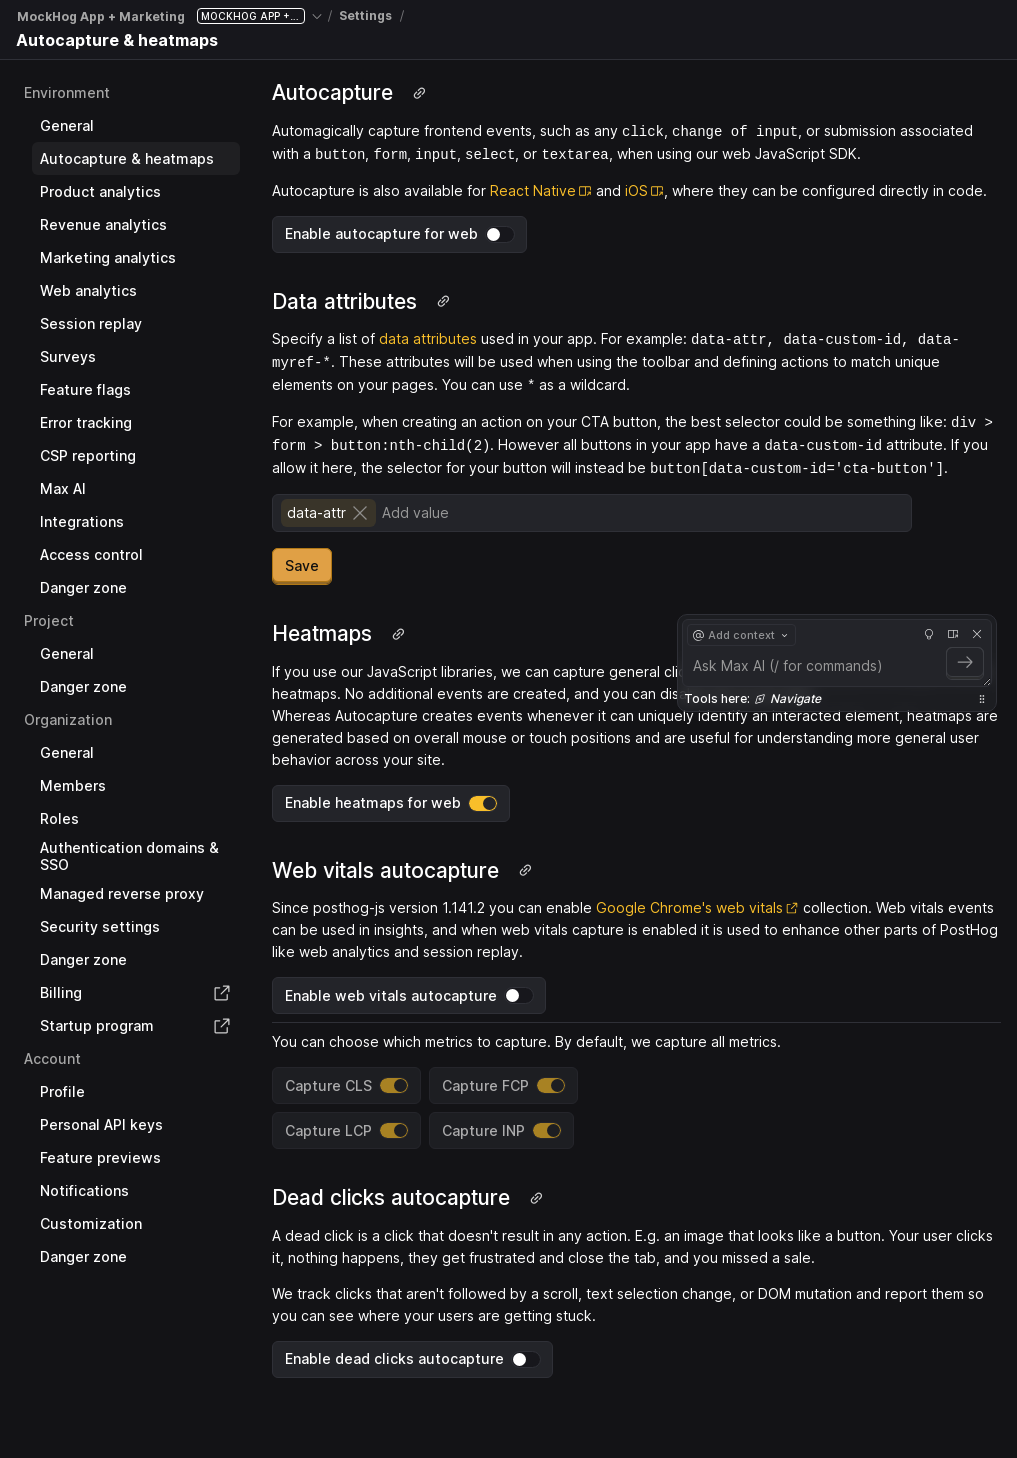 MockHog App + Marketing MOCKHOG APP +... / Settings /
Autocapture & heatmaps
Environment
General
Autocapture & heatmaps
Product analytics
Revenue analytics
Marketing analytics
Web analytics
Session replay
Surveys
Feature flags
Error tracking
CSP reporting
Max AI
Integrations
Access control
Danger zone
Project
General
Danger zone
Organization
General
Members
Roles
Authentication domains &
SSO
Managed reverse proxy
Security settings
Danger zone
Billing
Startup program
Account
Profile
Personal API keys
Feature previews
Notifications
Customization
Danger zone
Autocapture
Automagically capture frontend events, such as any click, change of input, or submission associated
with a button, form, input, select, or textarea, when using our web JavaScript SDK.
Autocapture is also available for React Native and iOS, where they can be configured directly in code.
Enable autocapture for web
Data attributes
Specify a list of data attributes used in your app. For example: data-attr, data-custom-id, data-
myref-*. These attributes will be used when using the toolbar and defining actions to match unique
elements on your pages. You can use * as a wildcard.
For example, when creating an action on your CTA button, the best selector could be something like: div >
form > button:nth-child(2). However all buttons in your app have a data-custom-id attribute. If you
allow it here, the selector for your button will instead be button[data-custom-id='cta-button'].
data-attr Add value
Save
Heatmaps
If you use our JavaScript libraries, we can capture general
heatmaps. No additional events are created, and you can
Whereas Autocapture creates events whenever it can uniquely identify an interacted element, heatmaps are
generated based on overall mouse or touch positions and are useful for understanding more general user
behavior across your site.
@ Add context
Ask Max AI (/ for commands)
Tools here: Navigate
Enable heatmaps for web
Web vitals autocapture
Since posthog-js version 1.141.2 you can enable Google Chrome's web vitals collection. Web vitals events
can be used in insights, and when web vitals capture is enabled it is used to enhance other parts of PostHog
like web analytics and session replay.
Enable web vitals autocapture
You can choose which metrics to capture. By default, we capture all metrics.
Capture CLS Capture FCP
Capture LCP Capture INP
Dead clicks autocapture
A dead click is a click that doesn't result in any action. E.g. an image that looks like a button. Your user clicks
it, nothing happens, they get frustrated and close the tab, and you missed a sale.
We track clicks that aren't followed by a scroll, text selection change, or DOM mutation and report them so
you can see where your users are getting stuck.
Enable dead clicks autocapture